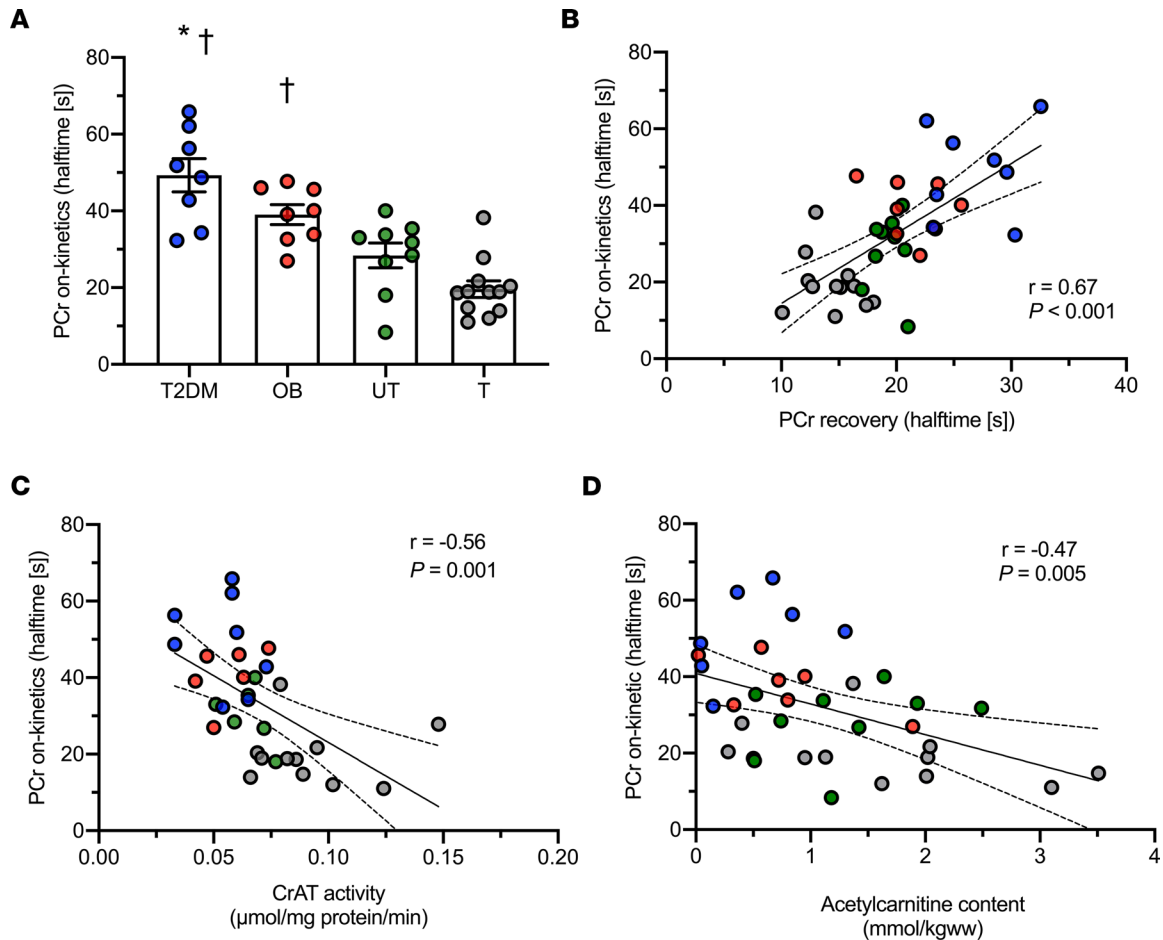 A
* †
†
PCr on-kinetics (halftime [s])
80
60
40
20
0
T2DM OB UT T
B
PCr on-kinetics (halftime [s])
80
60
40
20
0
r = 0.67
P < 0.001
0 10 20 30 40
PCr recovery (halftime [s])
C
PCr on-kinetics (halftime [s])
80
60
40
20
0
r = -0.56
P = 0.001
0.00 0.05 0.10 0.15 0.20
CrAT activity
(µmol/mg protein/min)
D
PCr on-kinetic (halftime [s])
80
60
40
20
0
r = -0.47
P = 0.005
0 1 2 3 4
Acetylcarnitine content
(mmol/kgww)